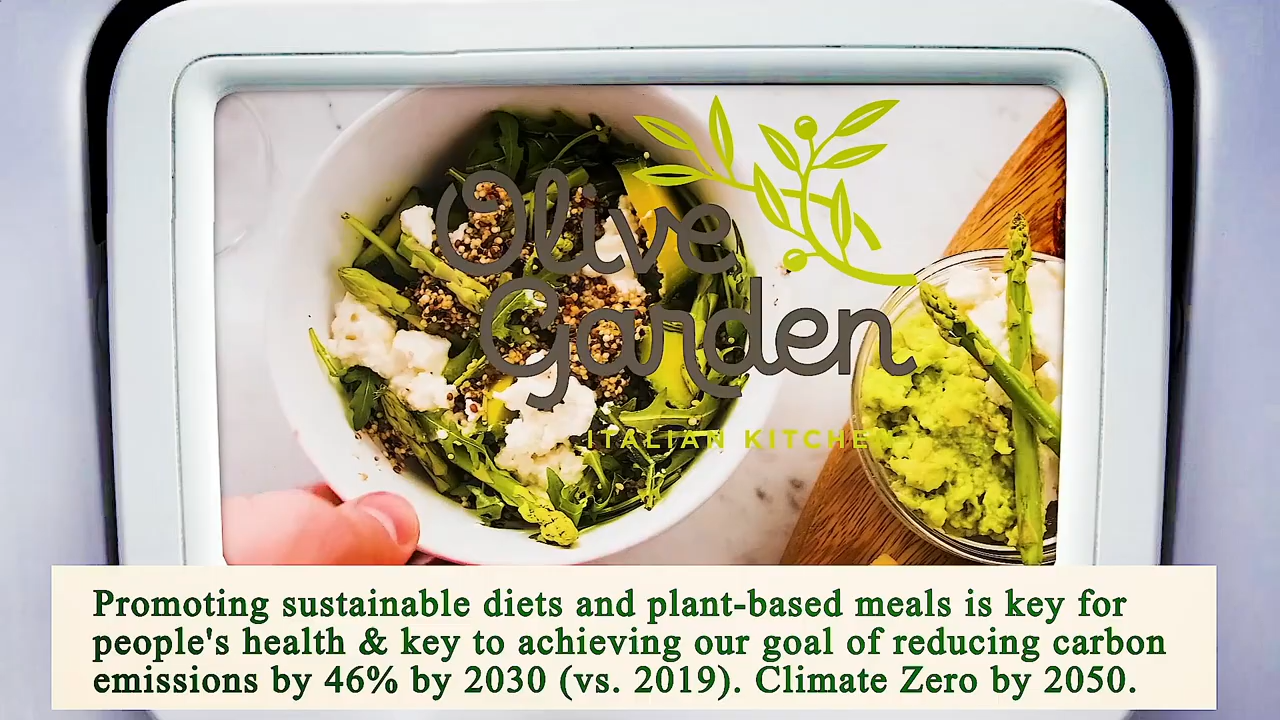 Olive
Garden
ITALIAN KITCHEN
Promoting sustainable diets and plant-based meals is key for
people's health & key to achieving our goal of reducing carbon
emissions by 46% by 2030 (vs. 2019). Climate Zero by 2050.